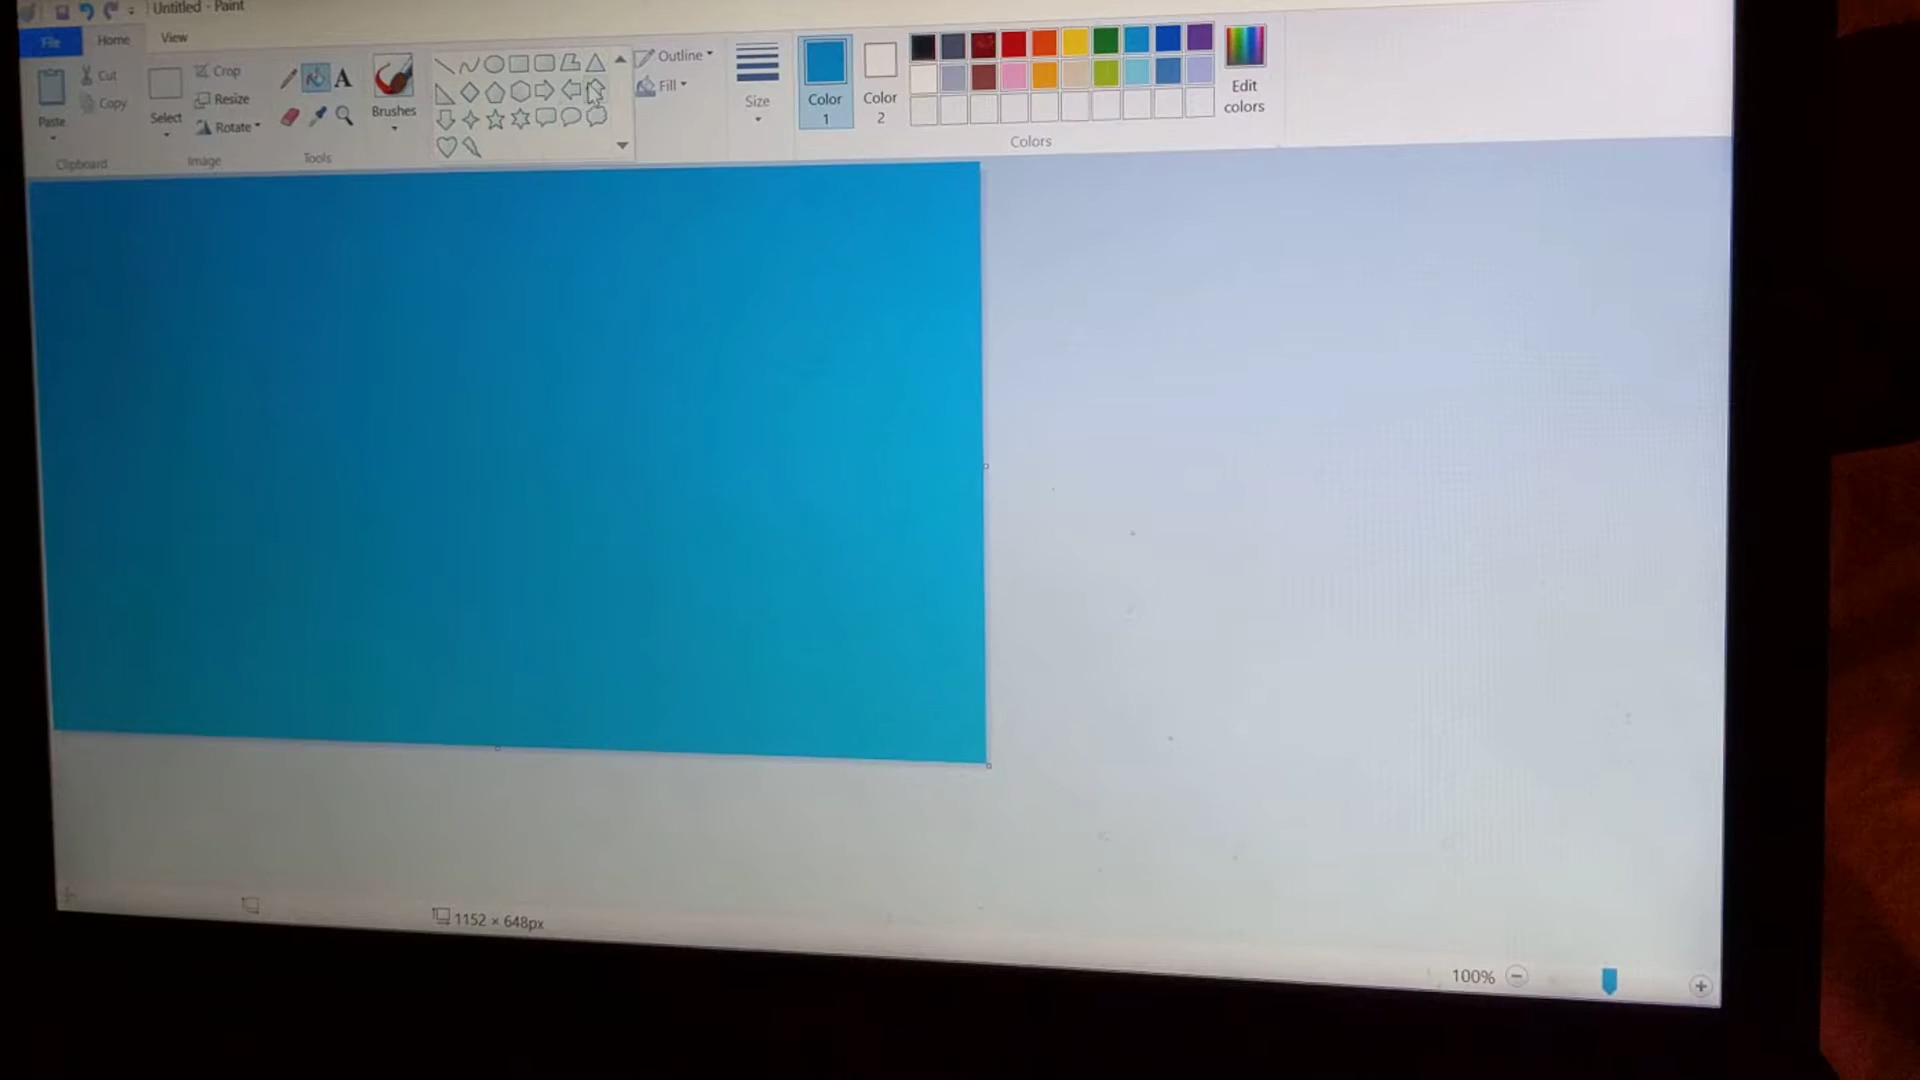 Untitled - Paint
File Home View
Paste
Cut
Copy
Clipboard
Select
Crop
Resize
Rotate
Image
A
Tools
Brushes
Outline
Fill
Size
Color
1
Color
2
Colors
Edit
colors
1152 × 648px
100%